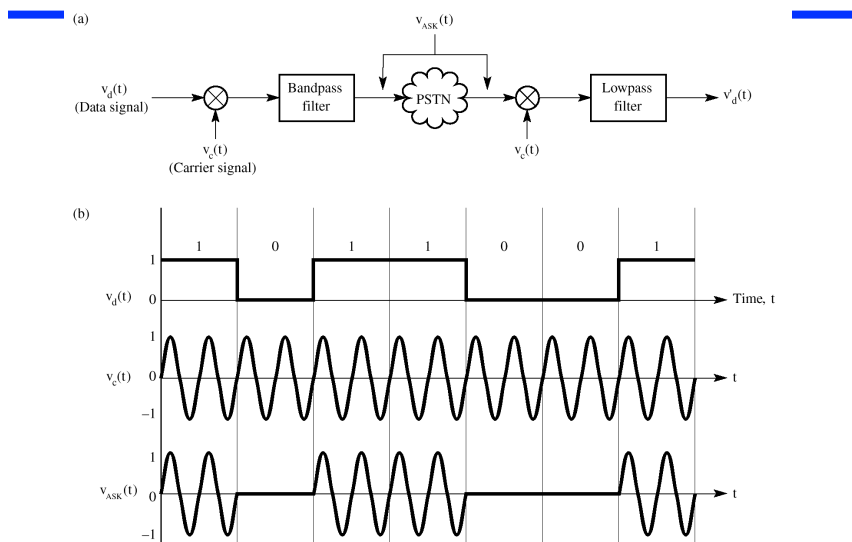 (a)
v_ASK(t)
v_d(t)
(Data signal)
Bandpass
filter
PSTN
Lowpass
filter
v'_d(t)
v_c(t)
(Carrier signal)
v_c(t)
(b)
1 0 1 1 0 0 1
1
v_d(t) 0 Time, t
1
v_c(t) 0 t
–1
1
v_ASK(t) 0 t
–1